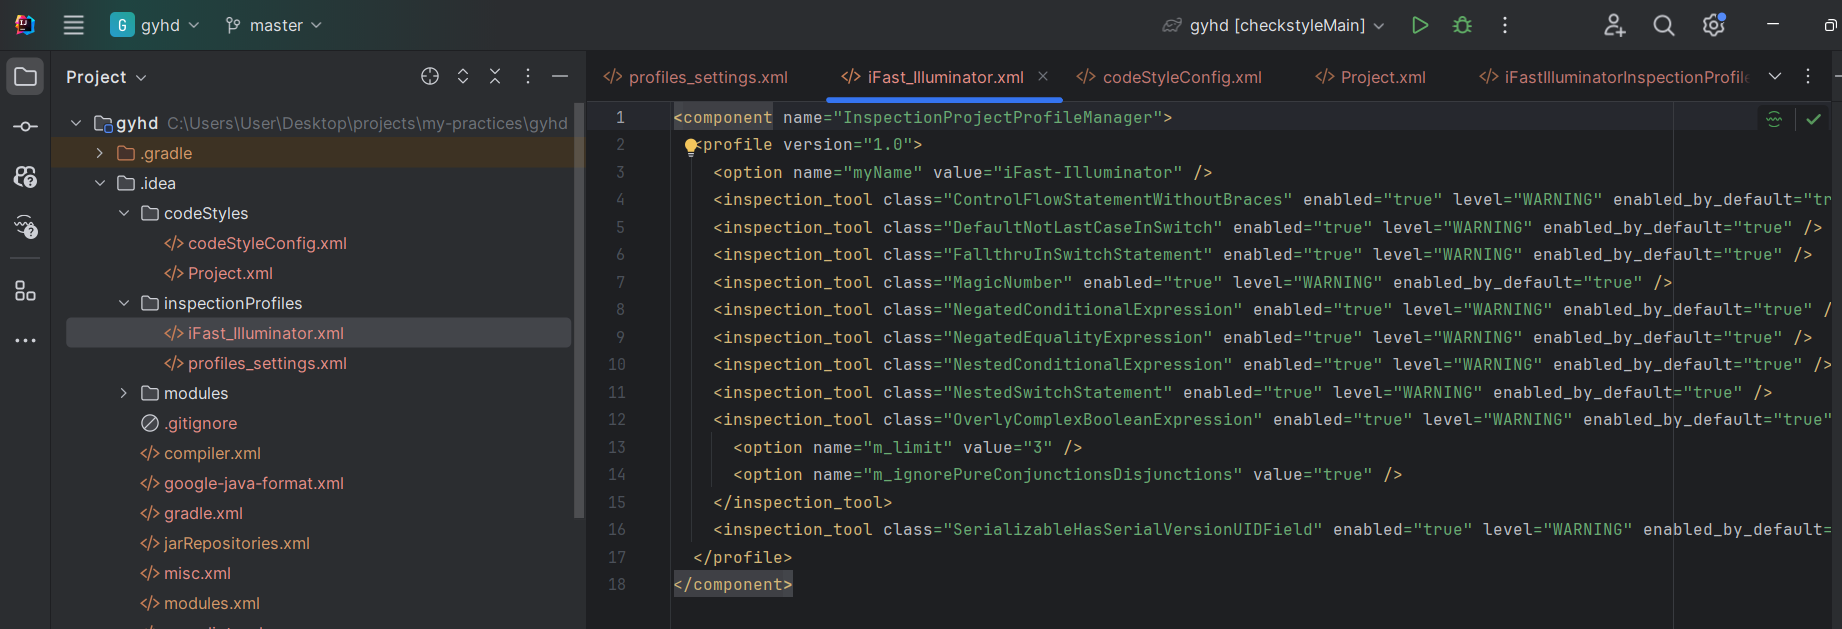 G gyhd master gyhd [checkstyleMain]
Project
profiles_settings.xml iFast_Illuminator.xml codeStyleConfig.xml Project.xml iFastIlluminatorInspectionProfile
gyhd C:\Users\User\Desktop\projects\my-practices\gyhd
.gradle
.idea
codeStyles
codeStyleConfig.xml
Project.xml
inspectionProfiles
iFast_Illuminator.xml
profiles_settings.xml
modules
.gitignore
compiler.xml
google-java-format.xml
gradle.xml
jarRepositories.xml
misc.xml
modules.xml
1 <component name="InspectionProjectProfileManager">
2 <profile version="1.0">
3 <option name="myName" value="iFast-Illuminator" />
4 <inspection_tool class="ControlFlowStatementWithoutBraces" enabled="true" level="WARNING" enabled_by_default="tr
5 <inspection_tool class="DefaultNotLastCaseInSwitch" enabled="true" level="WARNING" enabled_by_default="true" />
6 <inspection_tool class="FallthruInSwitchStatement" enabled="true" level="WARNING" enabled_by_default="true" />
7 <inspection_tool class="MagicNumber" enabled="true" level="WARNING" enabled_by_default="true" />
8 <inspection_tool class="NegatedConditionalExpression" enabled="true" level="WARNING" enabled_by_default="true" /
9 <inspection_tool class="NegatedEqualityExpression" enabled="true" level="WARNING" enabled_by_default="true" />
10 <inspection_tool class="NestedConditionalExpression" enabled="true" level="WARNING" enabled_by_default="true" />
11 <inspection_tool class="NestedSwitchStatement" enabled="true" level="WARNING" enabled_by_default="true" />
12 <inspection_tool class="OverlyComplexBooleanExpression" enabled="true" level="WARNING" enabled_by_default="true"
13 <option name="m_limit" value="3" />
14 <option name="m_ignorePureConjunctionsDisjunctions" value="true" />
15 </inspection_tool>
16 <inspection_tool class="SerializableHasSerialVersionUIDField" enabled="true" level="WARNING" enabled_by_default=
17 </profile>
18 </component>